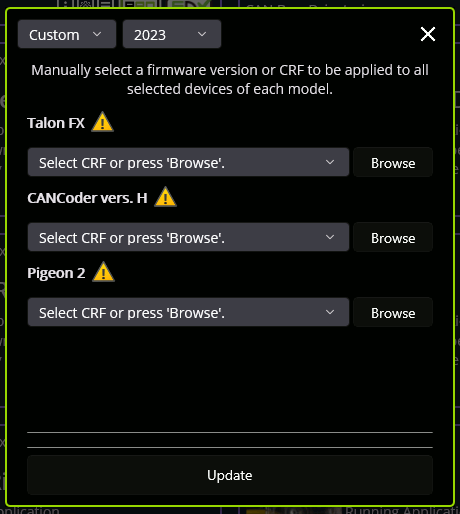 Custom
2023
Manually select a firmware version or CRF to be applied to all
selected devices of each model.
Talon FX
Select CRF or press 'Browse'.
Browse
CANCoder vers. H
Select CRF or press 'Browse'.
Browse
Pigeon 2
Select CRF or press 'Browse'.
Browse
Update
Running Applicati